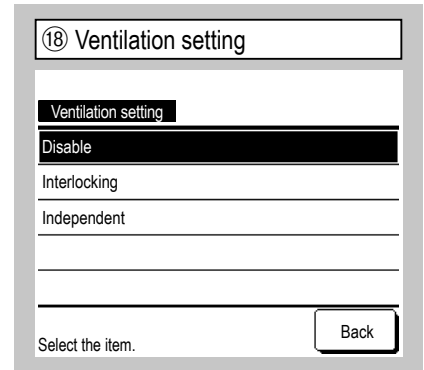 ⑱ Ventilation setting
Ventilation setting
Disable
Interlocking
Independent
Select the item.
Back